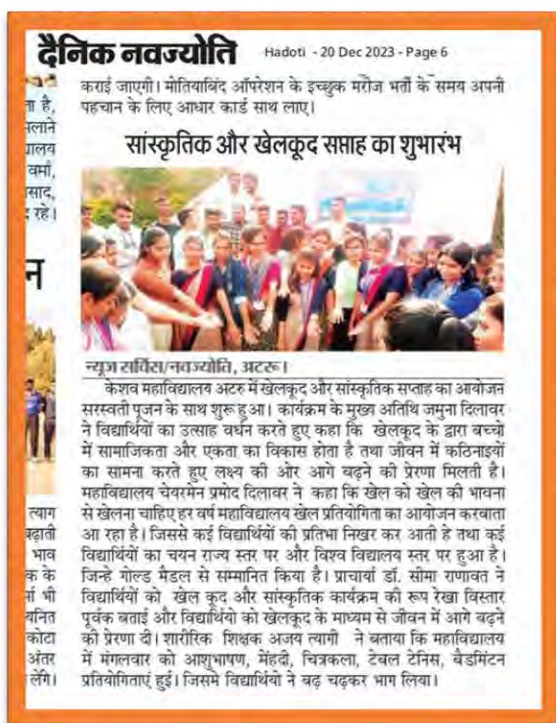 दैनिक नवज्योति Hadoti - 20 Dec 2023 - Page 6
कराई जाएगी। मोतियाबिंद ऑपरेशन के इच्छुक मरीज भर्ती के समय अपनी
पहचान के लिए आधार कार्ड साथ लाए।
सांस्कृतिक और खेलकूद सप्ताह का शुभारंभ
न्यूज सर्विस/नवज्योति, अटरू।
केशव महाविद्यालय अटरु में खेलकूद और सांस्कृतिक सप्ताह का आयोजन
सरस्वती पूजन के साथ शुरू हुआ। कार्यक्रम के मुख्य अतिथि जमुना दिलावर
ने विद्यार्थियों का उत्साह वर्धन करते हुए कहा कि खेलकूद के द्वारा बच्चो
में सामाजिकता और एकता का विकास होता है तथा जीवन में कठिनाइयों
का सामना करते हुए लक्ष्य की ओर आगे बढ़ने की प्रेरणा मिलती है।
महाविद्यालय चेयरमेन प्रमोद दिलावर ने कहा कि खेल को खेल की भावना
से खेलना चाहिए हर वर्ष महाविद्यालय खेल प्रतियोगिता का आयोजन करवाता
आ रहा है। जिससे कई विद्यार्थियों की प्रतिभा निखर कर आती हे तथा कई
विद्यार्थियों का चयन राज्य स्तर पर और विश्व विद्यालय स्तर पर हुआ है।
जिन्हे गोल्ड मैडल से सम्मानित किया है। प्राचार्या डॉ. सीमा राणावत ने
विद्यार्थियों को खेल कूद और सांस्कृतिक कार्यक्रम की रूप रेखा विस्तार
पूर्वक बताई और विद्यार्थियो को खेलकूद के माध्यम से जीवन में आगे बढ़ने
की प्रेरणा दी। शारीरिक शिक्षक अजय त्यागी ने बताया कि महाविद्यालय
में मंगलवार को आशुभाषण, मेंहदी, चित्रकला, टेबल टेनिस, बैडमिंटन
प्रतियोगिताएं हुई। जिसमे विद्यार्थियो ने बढ़ चढ़कर भाग लिया।
ता है,
वर्मा,
रहे।
न
त्याग
भाव
क के
कोटा
अंतर
लेंगे।